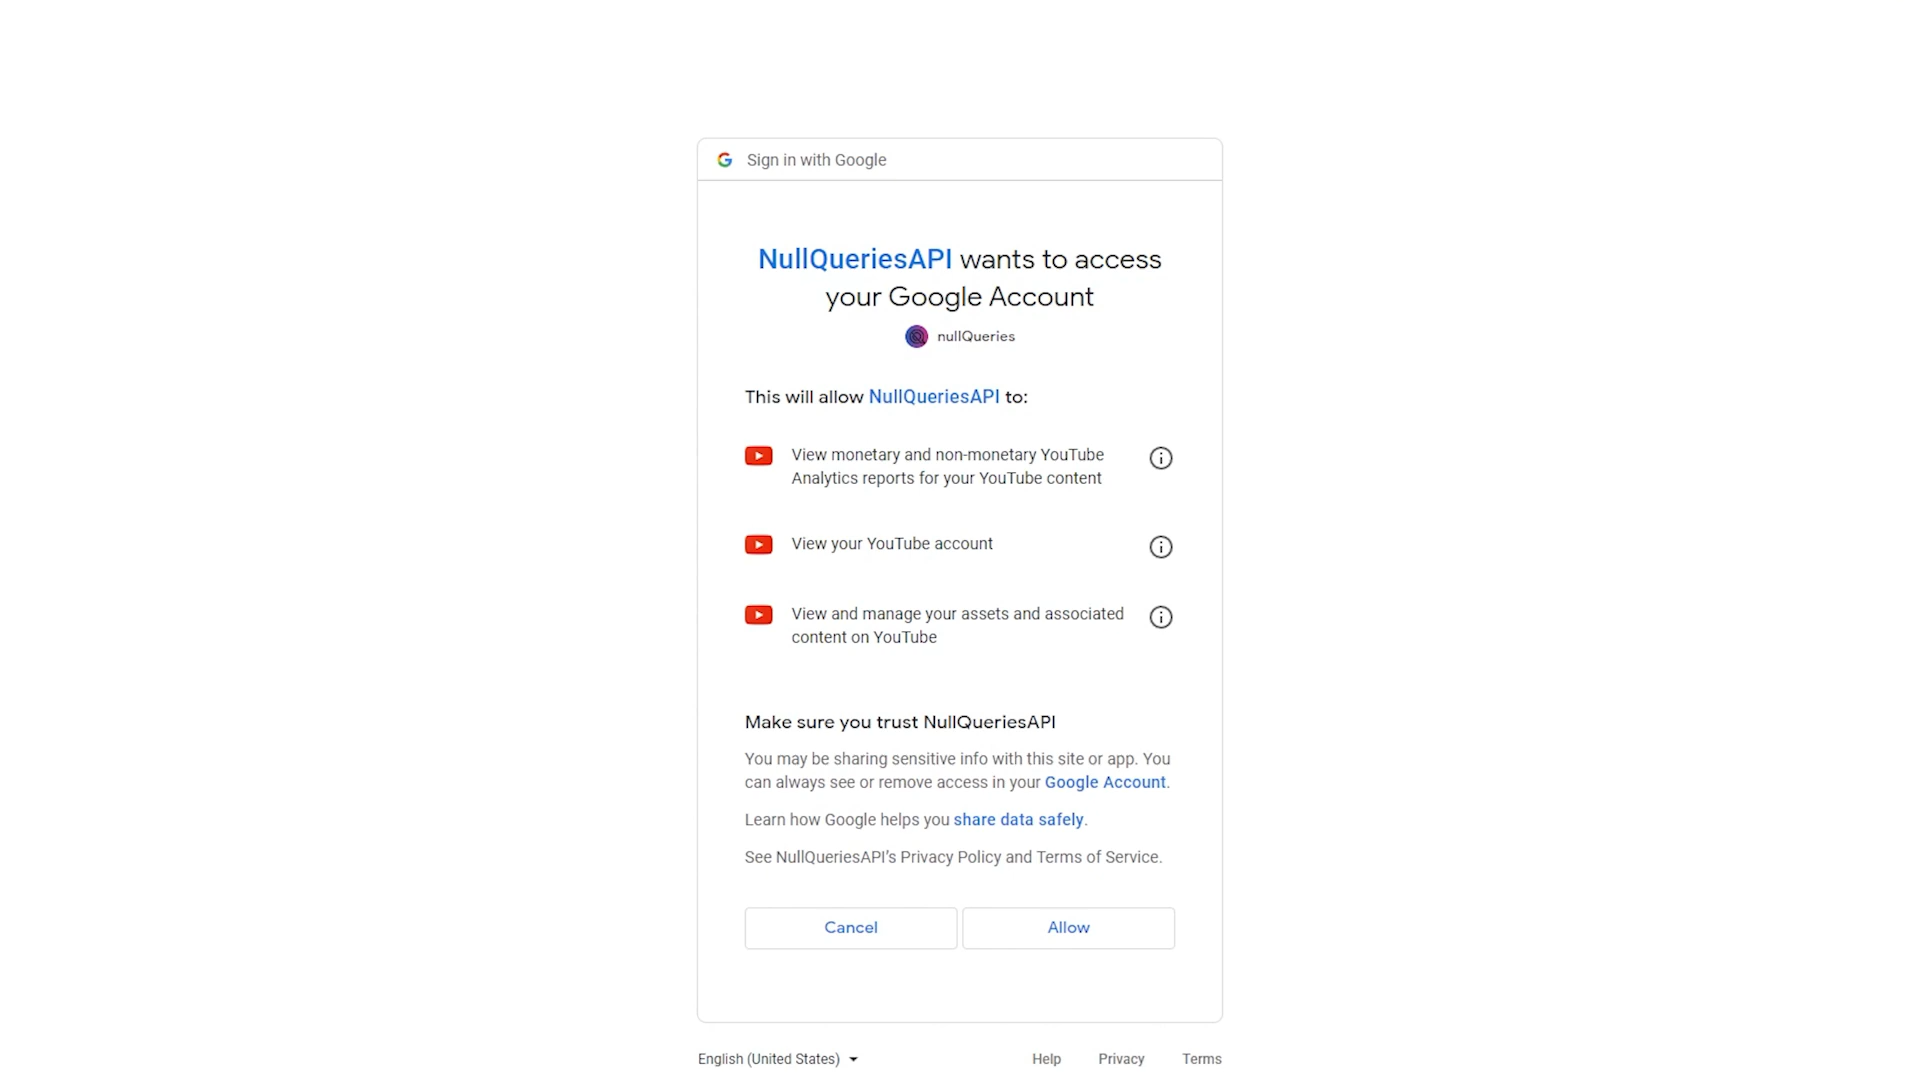 Sign in with Google
NullQueriesAPI wants to access
your Google Account
nullQueries
This will allow NullQueriesAPI to:
View monetary and non-monetary YouTube
Analytics reports for your YouTube content
View your YouTube account
View and manage your assets and associated
content on YouTube
Make sure you trust NullQueriesAPI
You may be sharing sensitive info with this site or app. You
can always see or remove access in your Google Account.
Learn how Google helps you share data safely.
See NullQueriesAPI’s Privacy Policy and Terms of Service.
Cancel Allow
English (United States) Help Privacy Terms